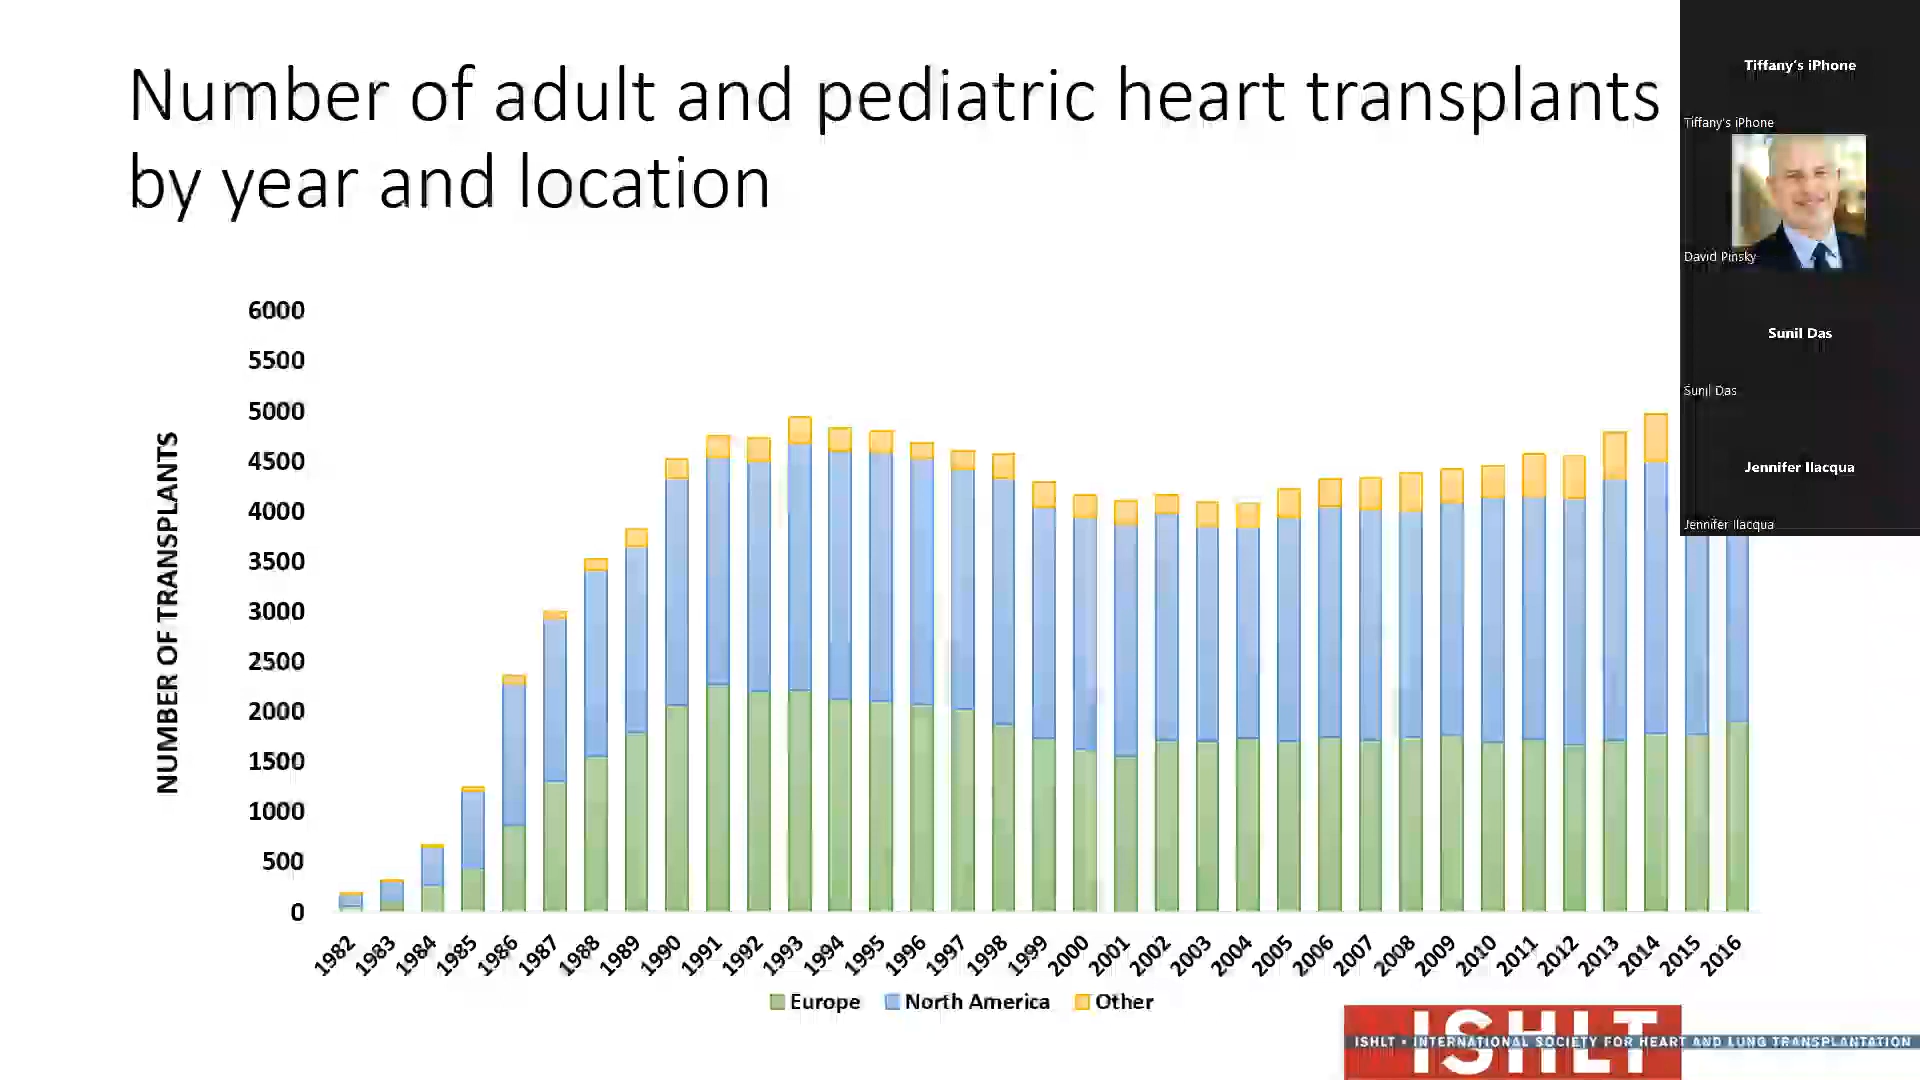 Number of adult and pediatric heart transplants
by year and location
Tiffany's iPhone
Tiffany's iPhone
David Pinsky
Sunil Das
Sunil Das
Jennifer Ilacqua
Jennifer Ilacqua
NUMBER OF TRANSPLANTS
6000
5500
5000
4500
4000
3500
3000
2500
2000
1500
1000
500
0
1982 1983 1984 1985 1986 1987 1988 1989 1990 1991 1992 1993 1994 1995 1996 1997 1998 1999 2000 2001 2002 2003 2004 2005 2006 2007 2008 2009 2010 2011 2012 2013 2014 2015 2016
Europe North America Other
ISHLT
ISHLT • INTERNATIONAL SOCIETY FOR HEART AND LUNG TRANSPLANTATION